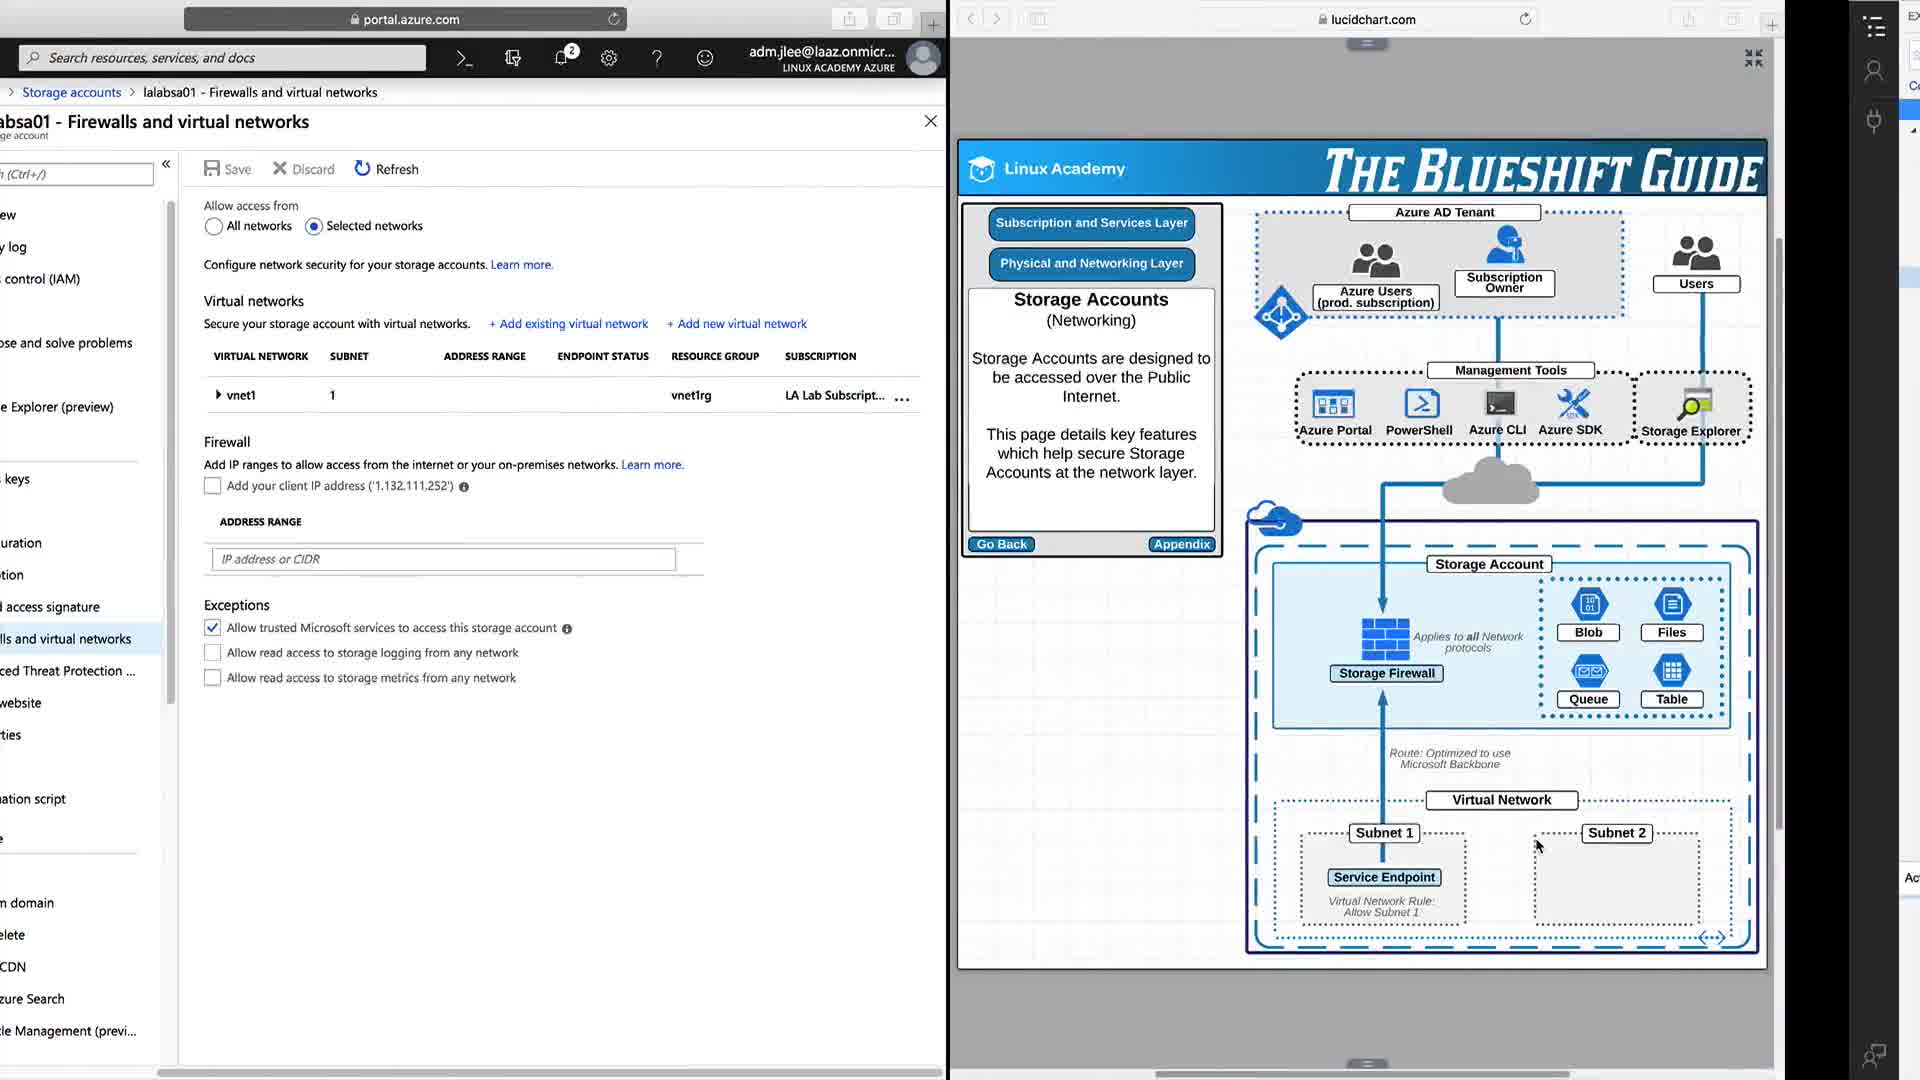 portal.azure.com
Search resources, services, and docs
2
adm.jlee@laaz.onmicr...
LINUX ACADEMY AZURE
> Storage accounts > lalabsa01 - Firewalls and virtual networks
absa01 - Firewalls and virtual networks
ge account
(Ctrl+/)
ew
y log
s control (IAM)
ose and solve problems
e Explorer (preview)
s keys
uration
tion
d access signature
lls and virtual networks
ced Threat Protection ...
website
rties
ation script
e
m domain
elete
CDN
zure Search
cle Management (previ...
Save
Discard
Refresh
Allow access from
All networks
Selected networks
Configure network security for your storage accounts. Learn more.
Virtual networks
Secure your storage account with virtual networks. + Add existing virtual network + Add new virtual network
VIRTUAL NETWORK SUBNET ADDRESS RANGE ENDPOINT STATUS RESOURCE GROUP SUBSCRIPTION
vnet1 1 vnet1rg LA Lab Subscript... ...
Firewall
Add IP ranges to allow access from the internet or your on-premises networks. Learn more.
Add your client IP address ('1.132.111.252')
ADDRESS RANGE
IP address or CIDR
Exceptions
Allow trusted Microsoft services to access this storage account
Allow read access to storage logging from any network
Allow read access to storage metrics from any network
lucidchart.com
Linux Academy
THE BLUESHIFT GUIDE
Subscription and Services Layer
Physical and Networking Layer
Storage Accounts
(Networking)
Storage Accounts are designed to
be accessed over the Public
Internet.
This page details key features
which help secure Storage
Accounts at the network layer.
Go Back
Appendix
Azure AD Tenant
Azure Users
(prod. subscription)
Subscription
Owner
Users
Management Tools
Azure Portal
PowerShell
Azure CLI
SDK
Azure SDK
Storage Explorer
Storage Account
Storage Firewall
Applies to all Network
protocols
10
01
Blob
Files
Queue
Table
Route: Optimized to use
Microsoft Backbone
Virtual Network
Subnet 1
Service Endpoint
Virtual Network Rule:
Allow Subnet 1
Subnet 2
EX
Co
Ac